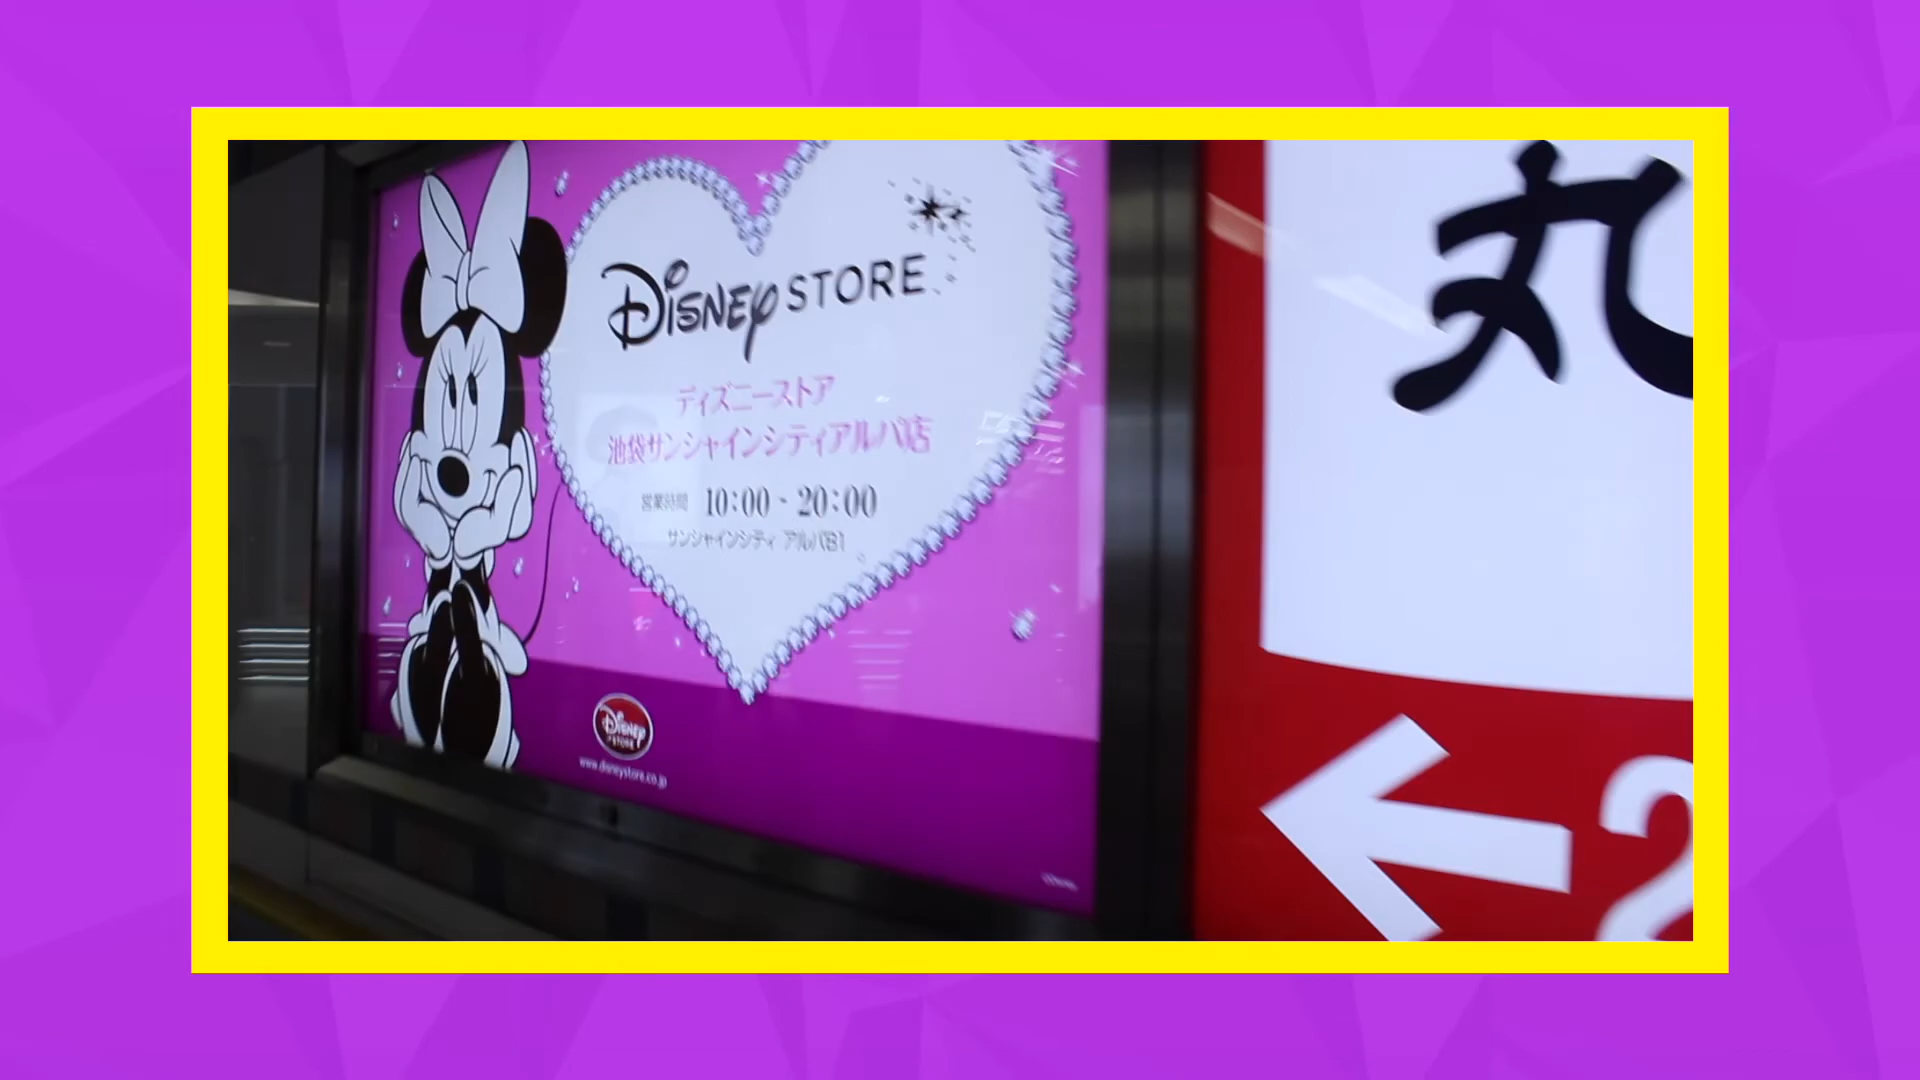 Disney STORE
ディズニーストア
池袋サンシャインシティアルパ店
営業時間 10:00 - 20:00
サンシャインシティ アルパB1
Disney STORE
www.disneystore.co.jp
丸
←2